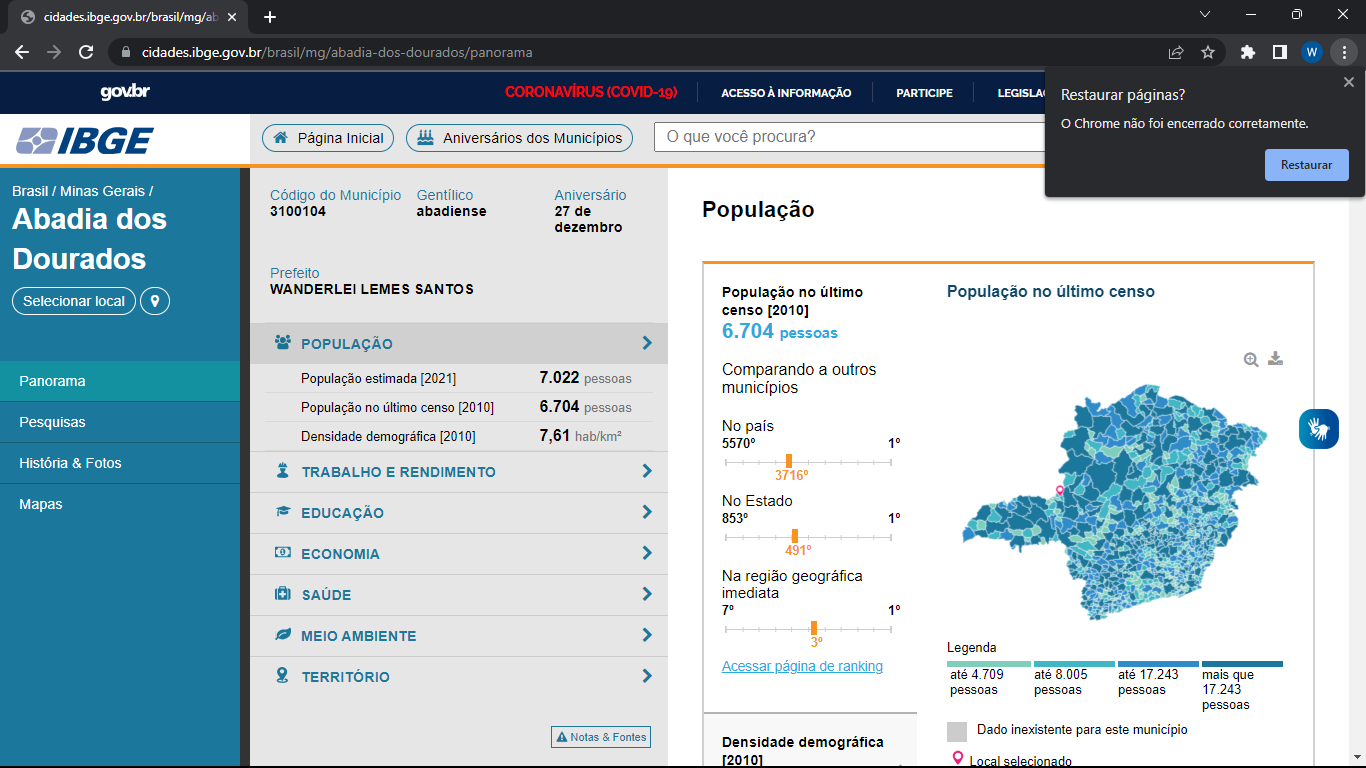 cidades.ibge.gov.br/brasil/mg/ab
cidades.ibge.gov.br/brasil/mg/abadia-dos-dourados/panorama
W
gov.br
CORONAVÍRUS (COVID-19)
ACESSO À INFORMAÇÃO
PARTICIPE
LEGISLAÇ
Restaurar páginas?
O Chrome não foi encerrado corretamente.
Restaurar
IBGE
Página Inicial
Aniversários dos Municípios
O que você procura?
Brasil / Minas Gerais /
Abadia dos
Dourados
Selecionar local
Panorama
Pesquisas
História & Fotos
Mapas
Código do Município
3100104
Gentílico
abadiense
Aniversário
27 de
dezembro
Prefeito
WANDERLEI LEMES SANTOS
POPULAÇÃO
População estimada [2021] 7.022 pessoas
População no último censo [2010] 6.704 pessoas
Densidade demográfica [2010] 7,61 hab/km²
TRABALHO E RENDIMENTO
EDUCAÇÃO
ECONOMIA
SAÚDE
MEIO AMBIENTE
TERRITÓRIO
Notas & Fontes
População
População no último
censo [2010]
6.704 pessoas
Comparando a outros
municípios
No país
5570º 1º
3716º
No Estado
853º 1º
491º
Na região geográfica
imediata
7º 1º
3º
Acessar página de ranking
Densidade demográfica
[2010]
População no último censo
Legenda
até 4.709
pessoas
até 8.005
pessoas
até 17.243
pessoas
mais que
17.243
pessoas
Dado inexistente para este município
Local selecionado